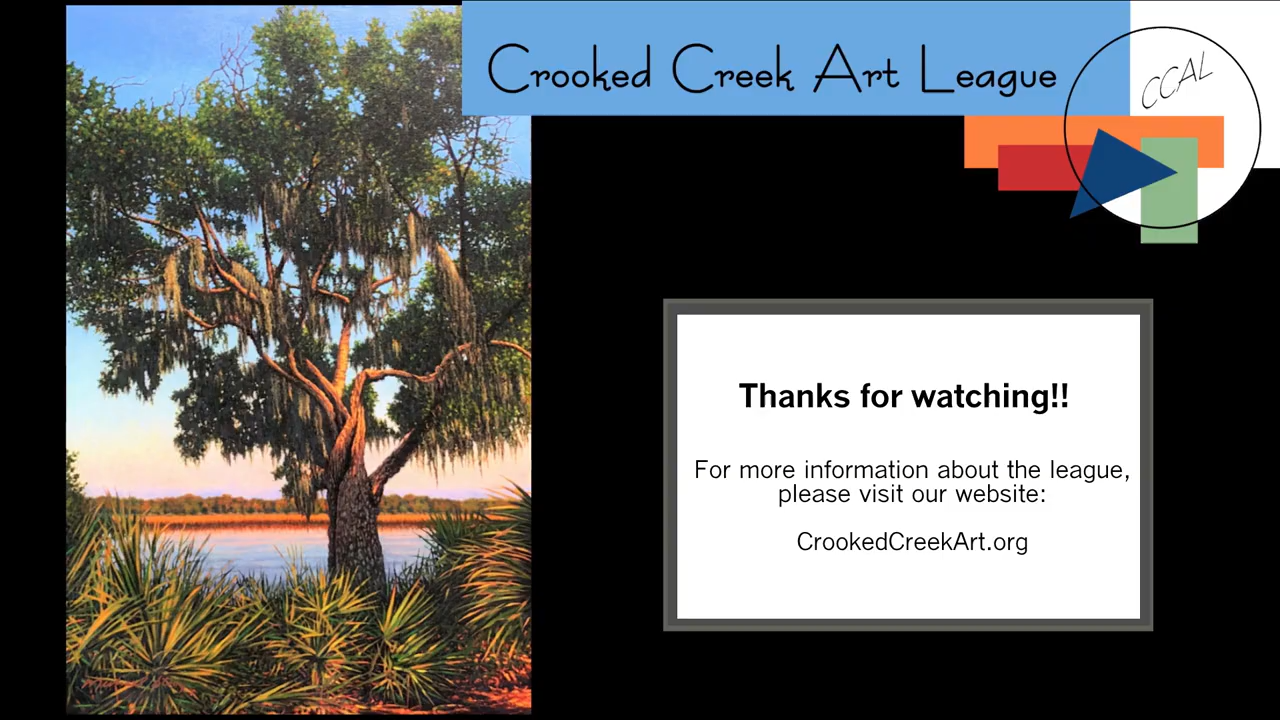 Crooked Creek Art League
CCAL
Thanks for watching!!
For more information about the league,
please visit our website:
CrookedCreekArt.org